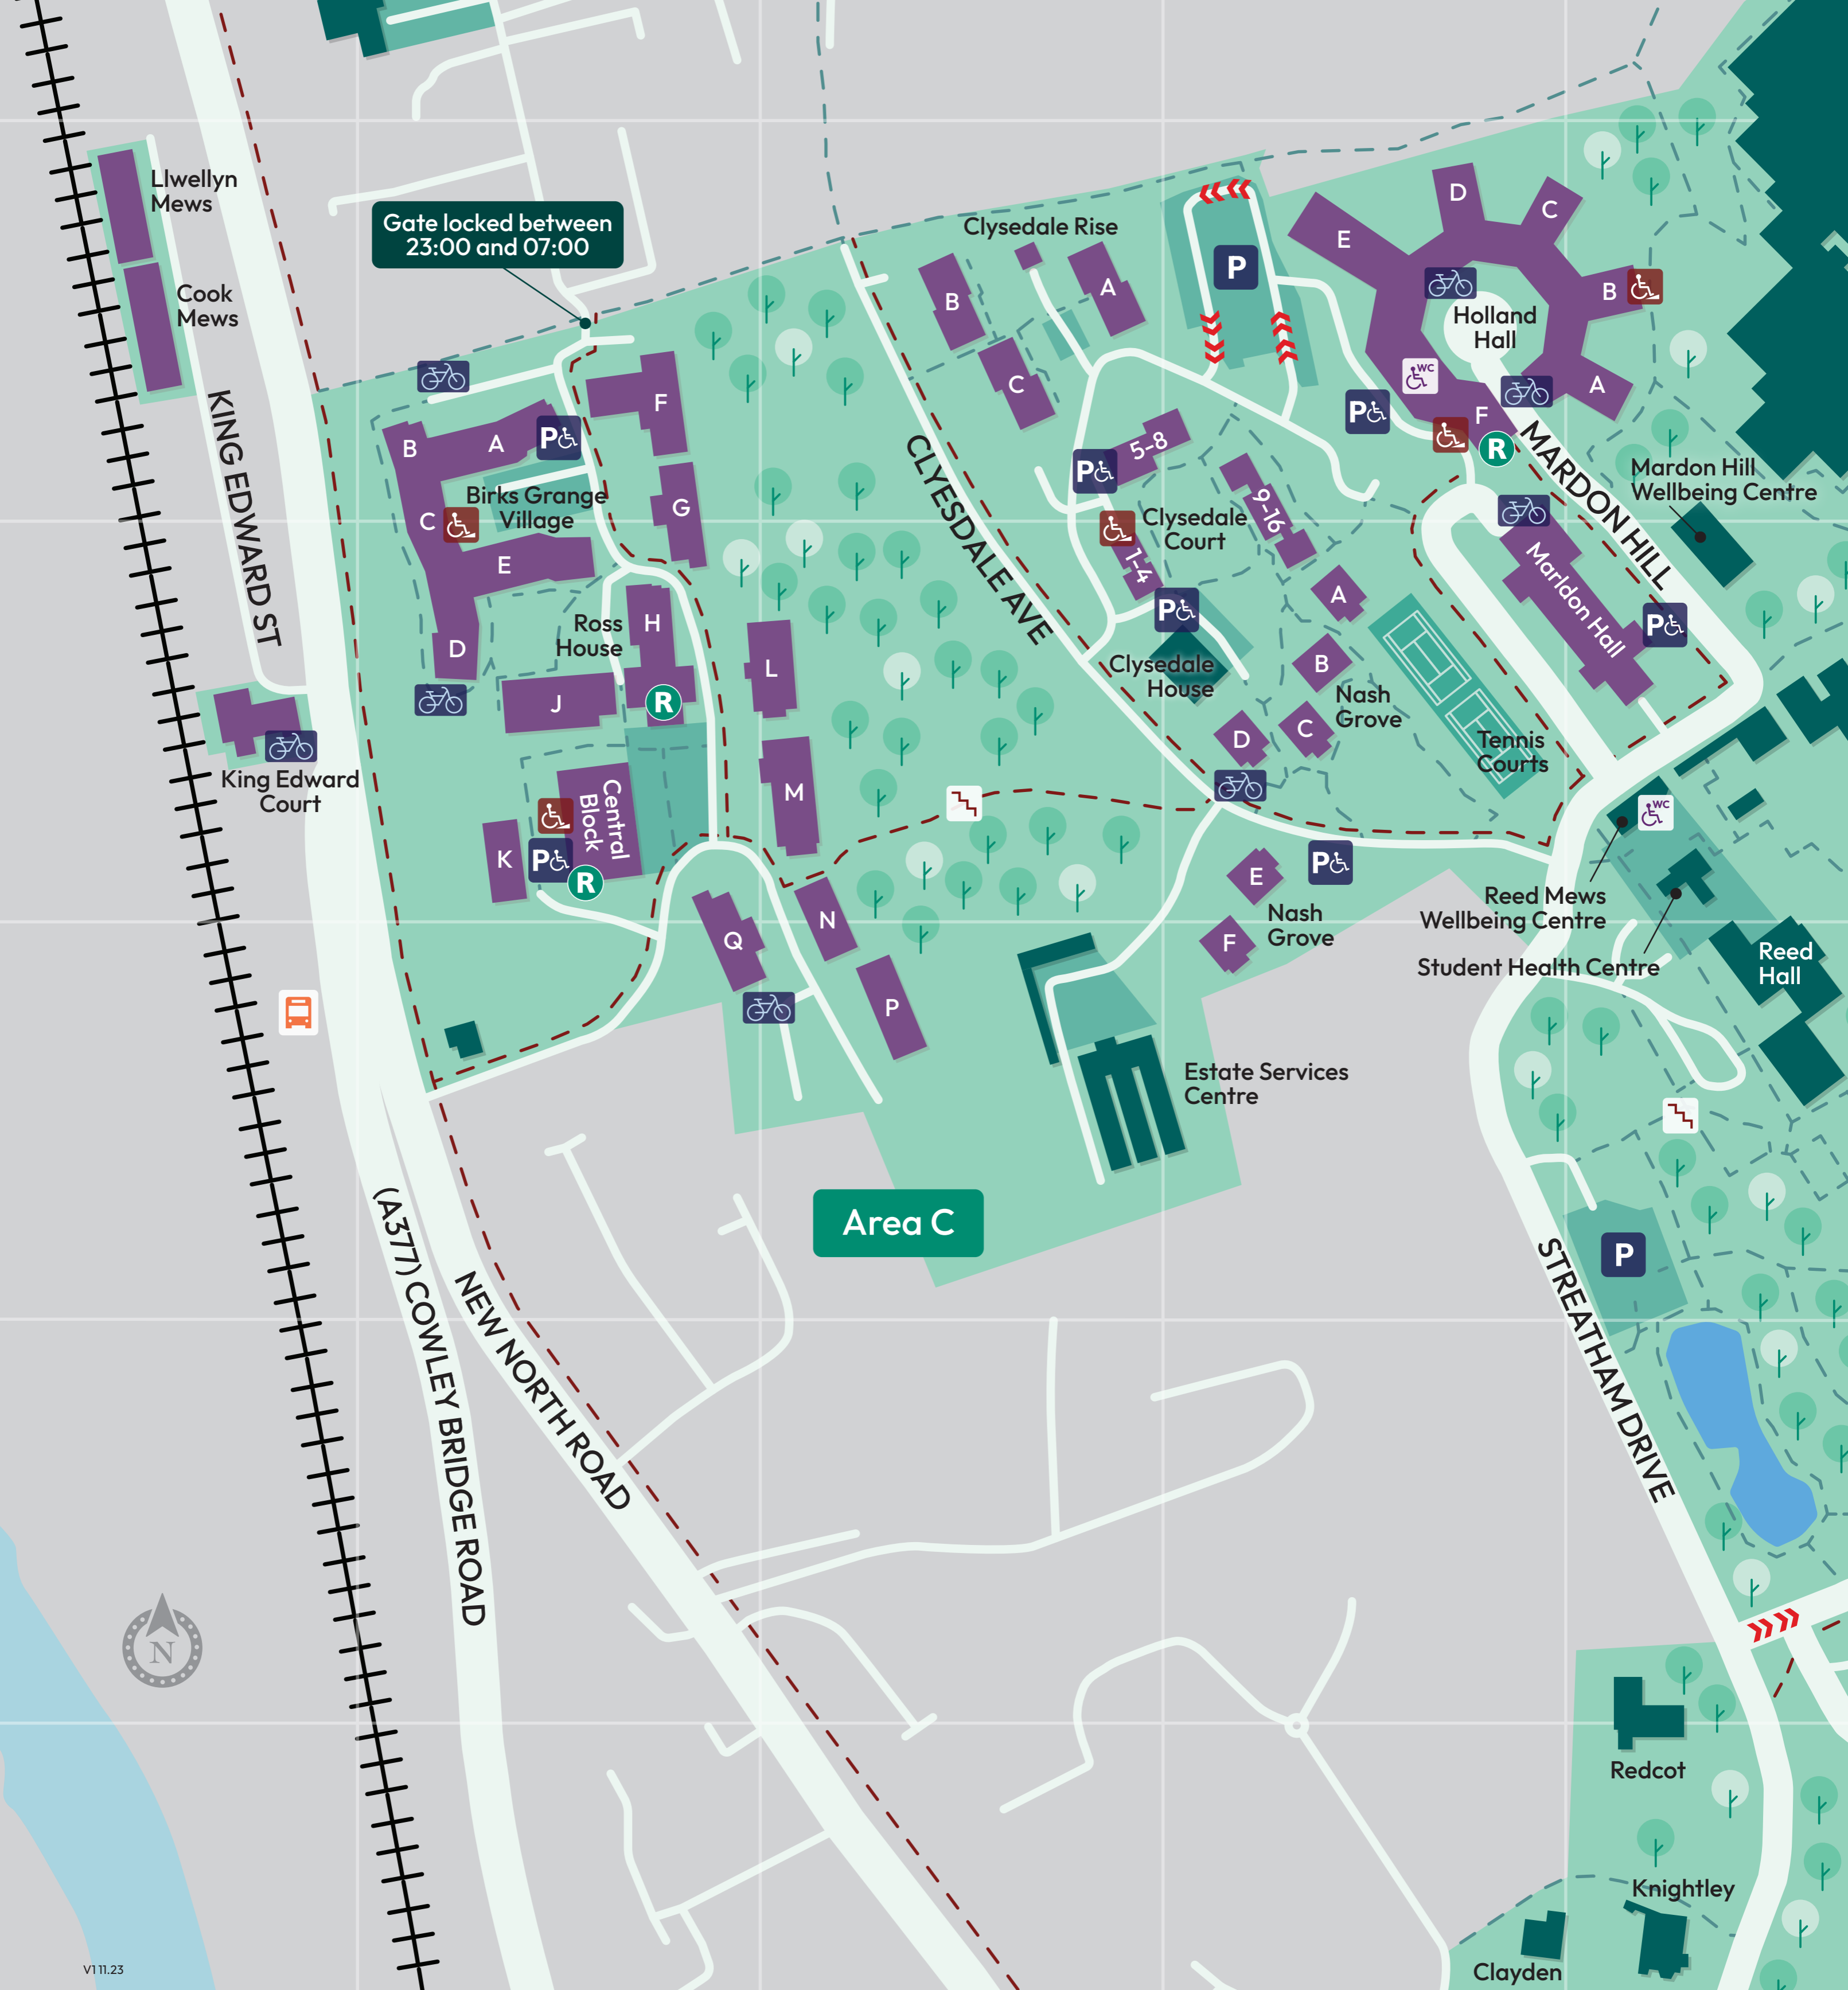 Llwellyn
Mews
Cook
Mews
KING EDWARD ST
King Edward
Court
Gate locked between
23:00 and 07:00
B
A
P
F
Birks Grange
Village
C
G
E
D
Ross
House
H
J
R
L
M
Central
Block
K
P
R
Q
N
P
Clysedale Rise
B
A
C
P
CLYESDALE AVE
5-8
P
9-16
Clysedale
Court
1-4
P
Clysedale
House
A
B
Nash
Grove
C
D
E
P
Nash
Grove
F
Tennis
Courts
E
D
C
B
Holland
Hall
WC
A
F
P
R
MARDON HILL
Mardon Hill
Wellbeing Centre
Marldon Hall
P
WC
Reed Mews
Wellbeing Centre
Student Health Centre
Reed
Hall
Estate Services
Centre
Area C
P
STREATHAM DRIVE
(A377) COWLEY BRIDGE ROAD
NEW NORTH ROAD
N
Redcot
Knightley
Clayden
V1 11.23